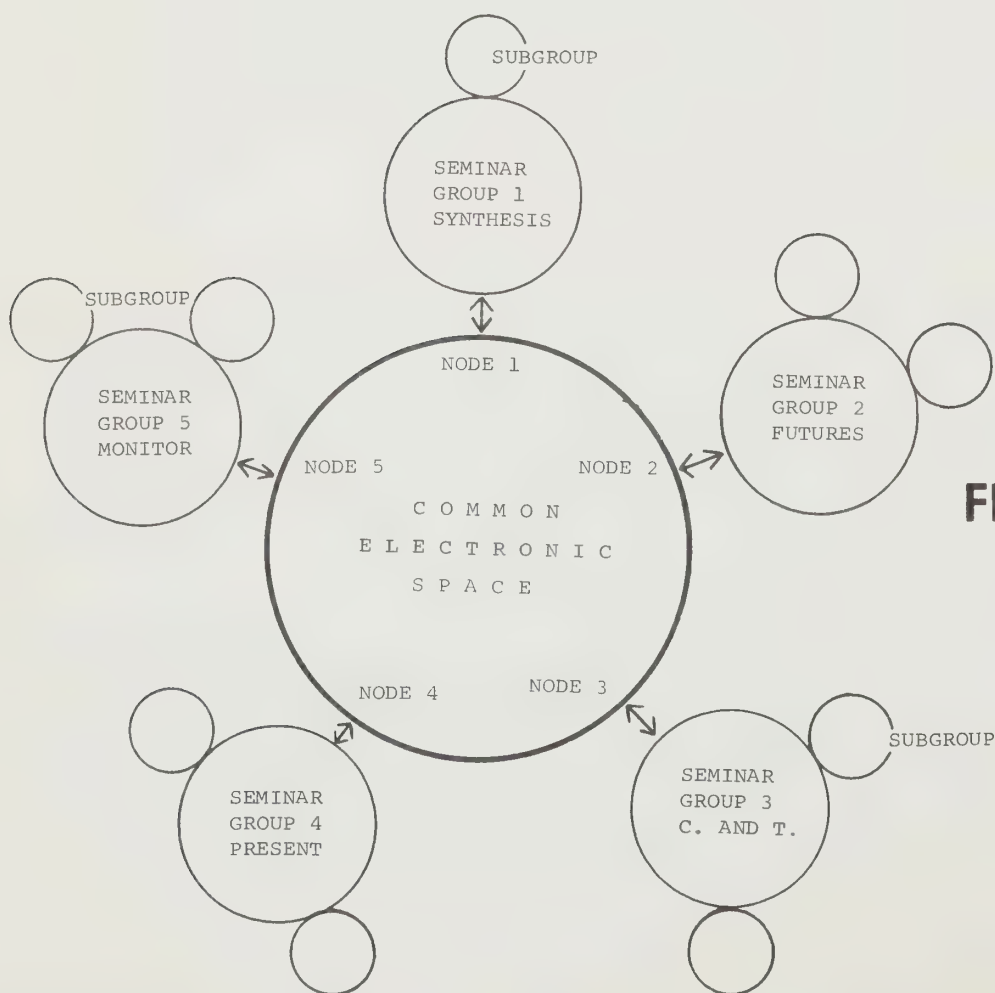 SUBGROUP
SEMINAR
GROUP 1
SYNTHESIS
SUBGROUP
SEMINAR
GROUP 5
MONITOR
SEMINAR
GROUP 2
FUTURES
NODE 1
NODE 5
NODE 2
C O M M O N
E L E C T R O N I C
S P A C E
NODE 4
NODE 3
SUBGROUP
SEMINAR
GROUP 4
PRESENT
SEMINAR
GROUP 3
C. AND T.